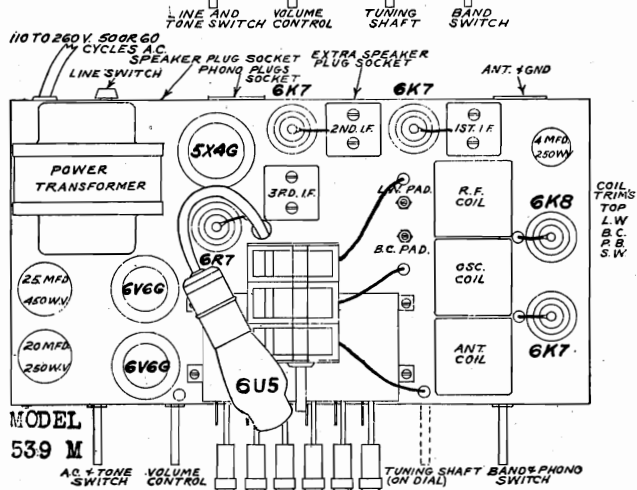 LINE AND
TONE SWITCH
VOLUME
CONTROL
TUNING
SHAFT
BAND
SWITCH
110 TO 260 V. 50 OR 60
CYCLES A.C.
LINE SWITCH
SPEAKER PLUG SOCKET
PHONO PLUGS
SOCKET
EXTRA SPEAKER
PLUG SOCKET
ANT. & GND
6K7
6K7
2ND. I.F.
1ST. I.F.
5X4G
4 MFD.
250 W.V.
POWER
TRANSFORMER
3RD. I.F.
L.W. PAD.
R.F.
COIL
6K8
COIL
TRIM'S
TOP
L.W
B.C.
P.B.
S.W.
6R7
B.C. PAD.
OSC.
COIL
25 MFD
450 W.V.
6V6G
20 MFD.
250 W.V.
6V6G
6U5
ANT.
COIL
6K7
MODEL
539 M
A.C. & TONE
SWITCH
VOLUME
CONTROL
TUNING SHAFT
(ON DIAL)
BAND & PHONO
SWITCH